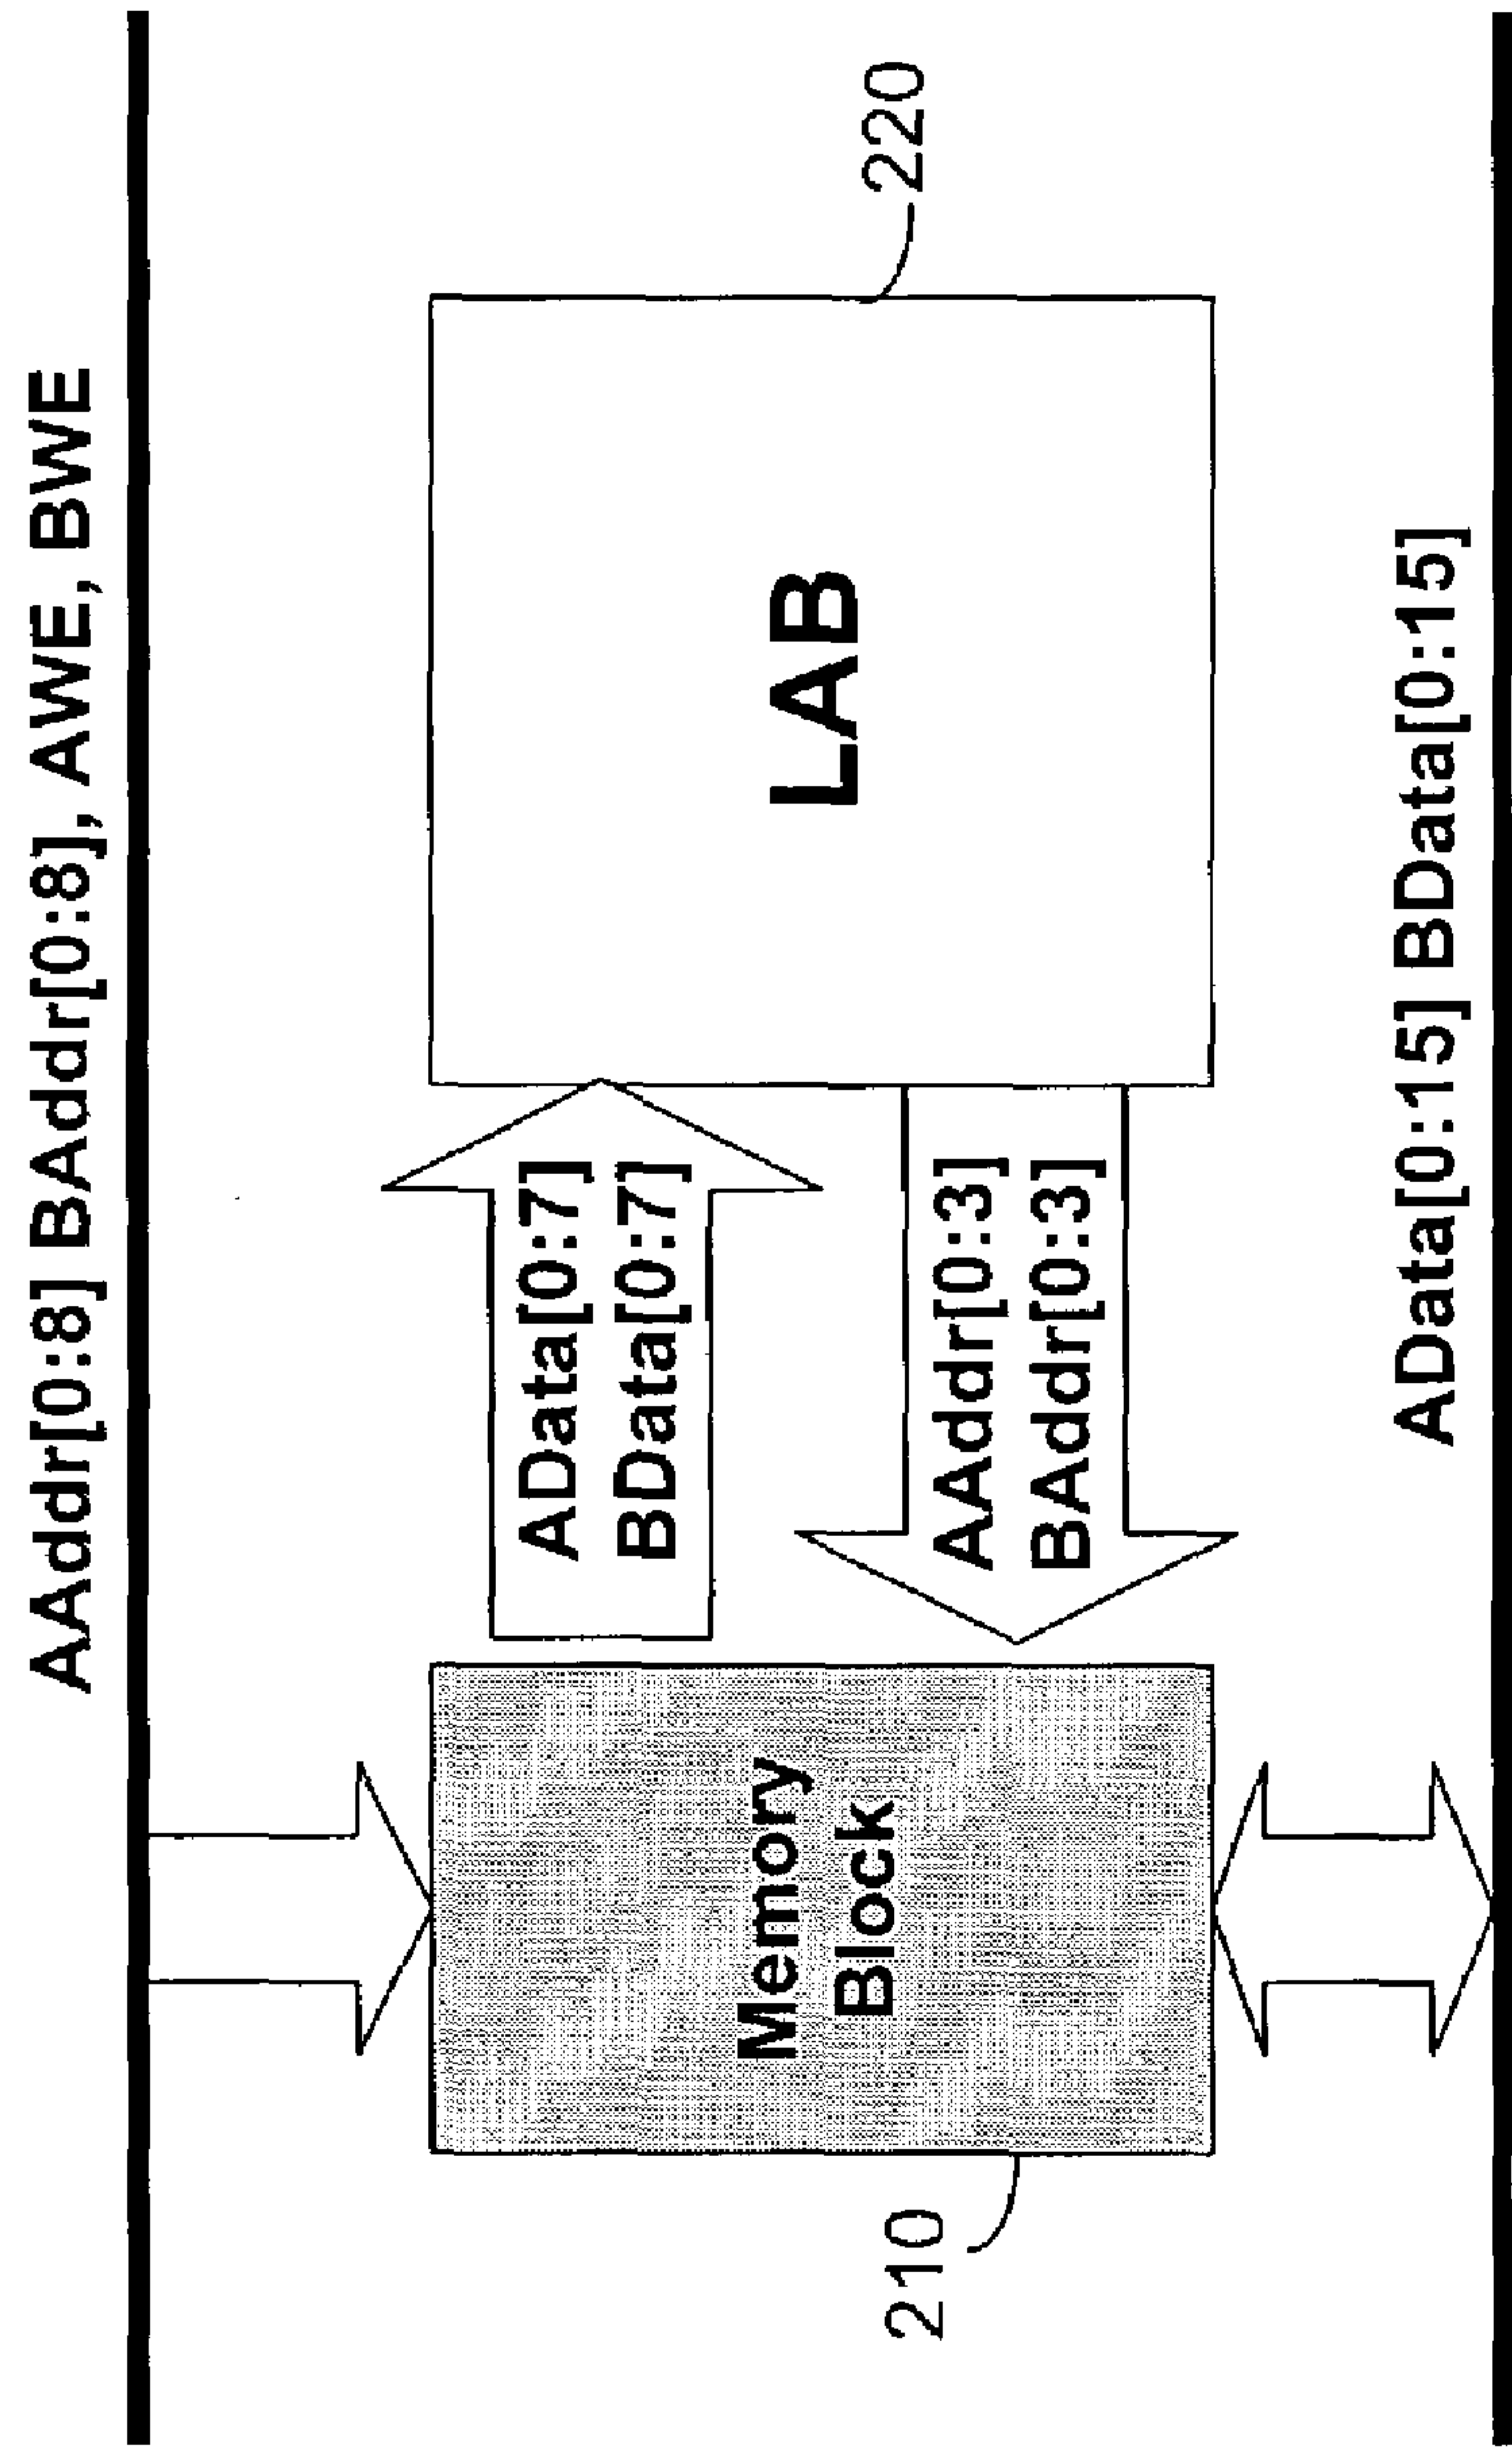 AAddr[0:8] BAddr[0:8], AWE, BWE
210
Memory
Block
AData[0:7]
BData[0:7]
AAddr[0:3]
BAddr[0:3]
LAB
220
AData[0:15] BData[0:15]